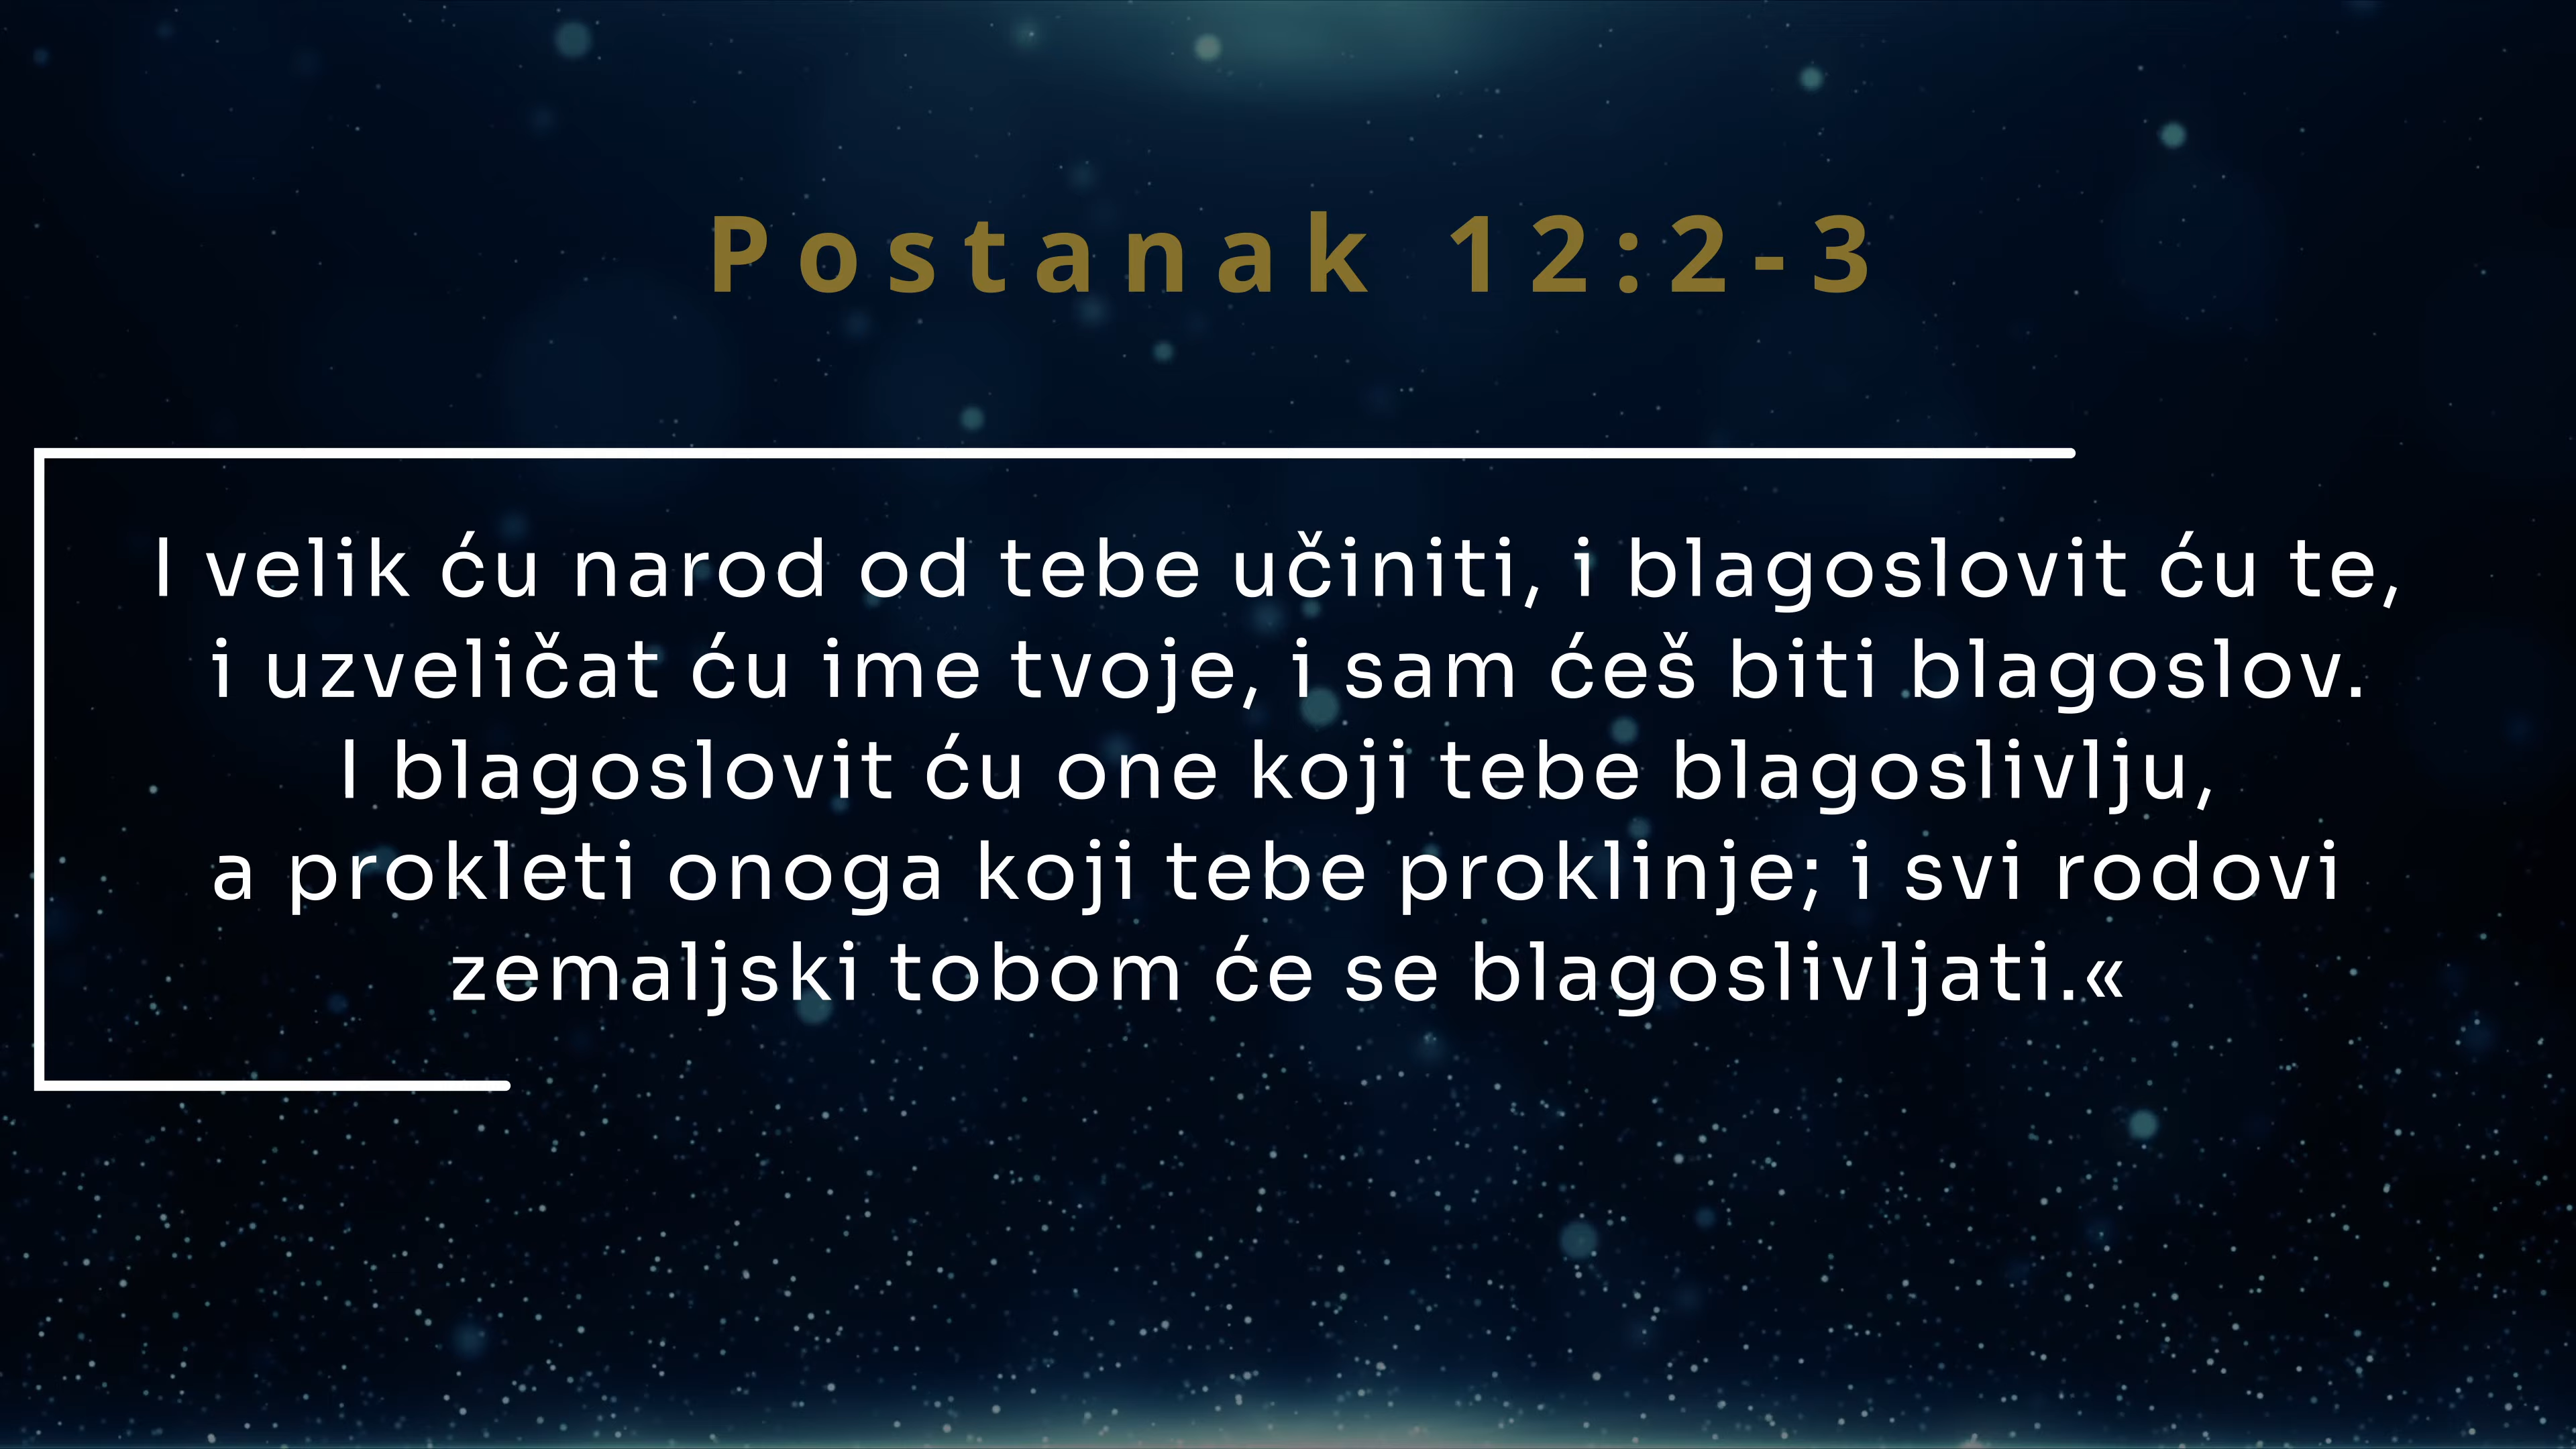 Postanak 12:2-3
I velik ću narod od tebe učiniti, i blagoslovit ću te,
i uzveličat ću ime tvoje, i sam ćeš biti blagoslov.
I blagoslovit ću one koji tebe blagoslivlju,
a prokleti onoga koji tebe proklinje; i svi rodovi
zemaljski tobom će se blagoslivljati.«